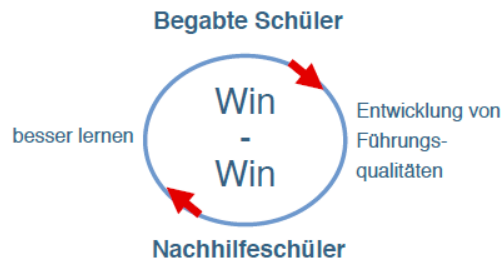 Begabte Schüler
Win
-
Win
besser lernen
Entwicklung von
Führungs-
qualitäten
Nachhilfeschüler